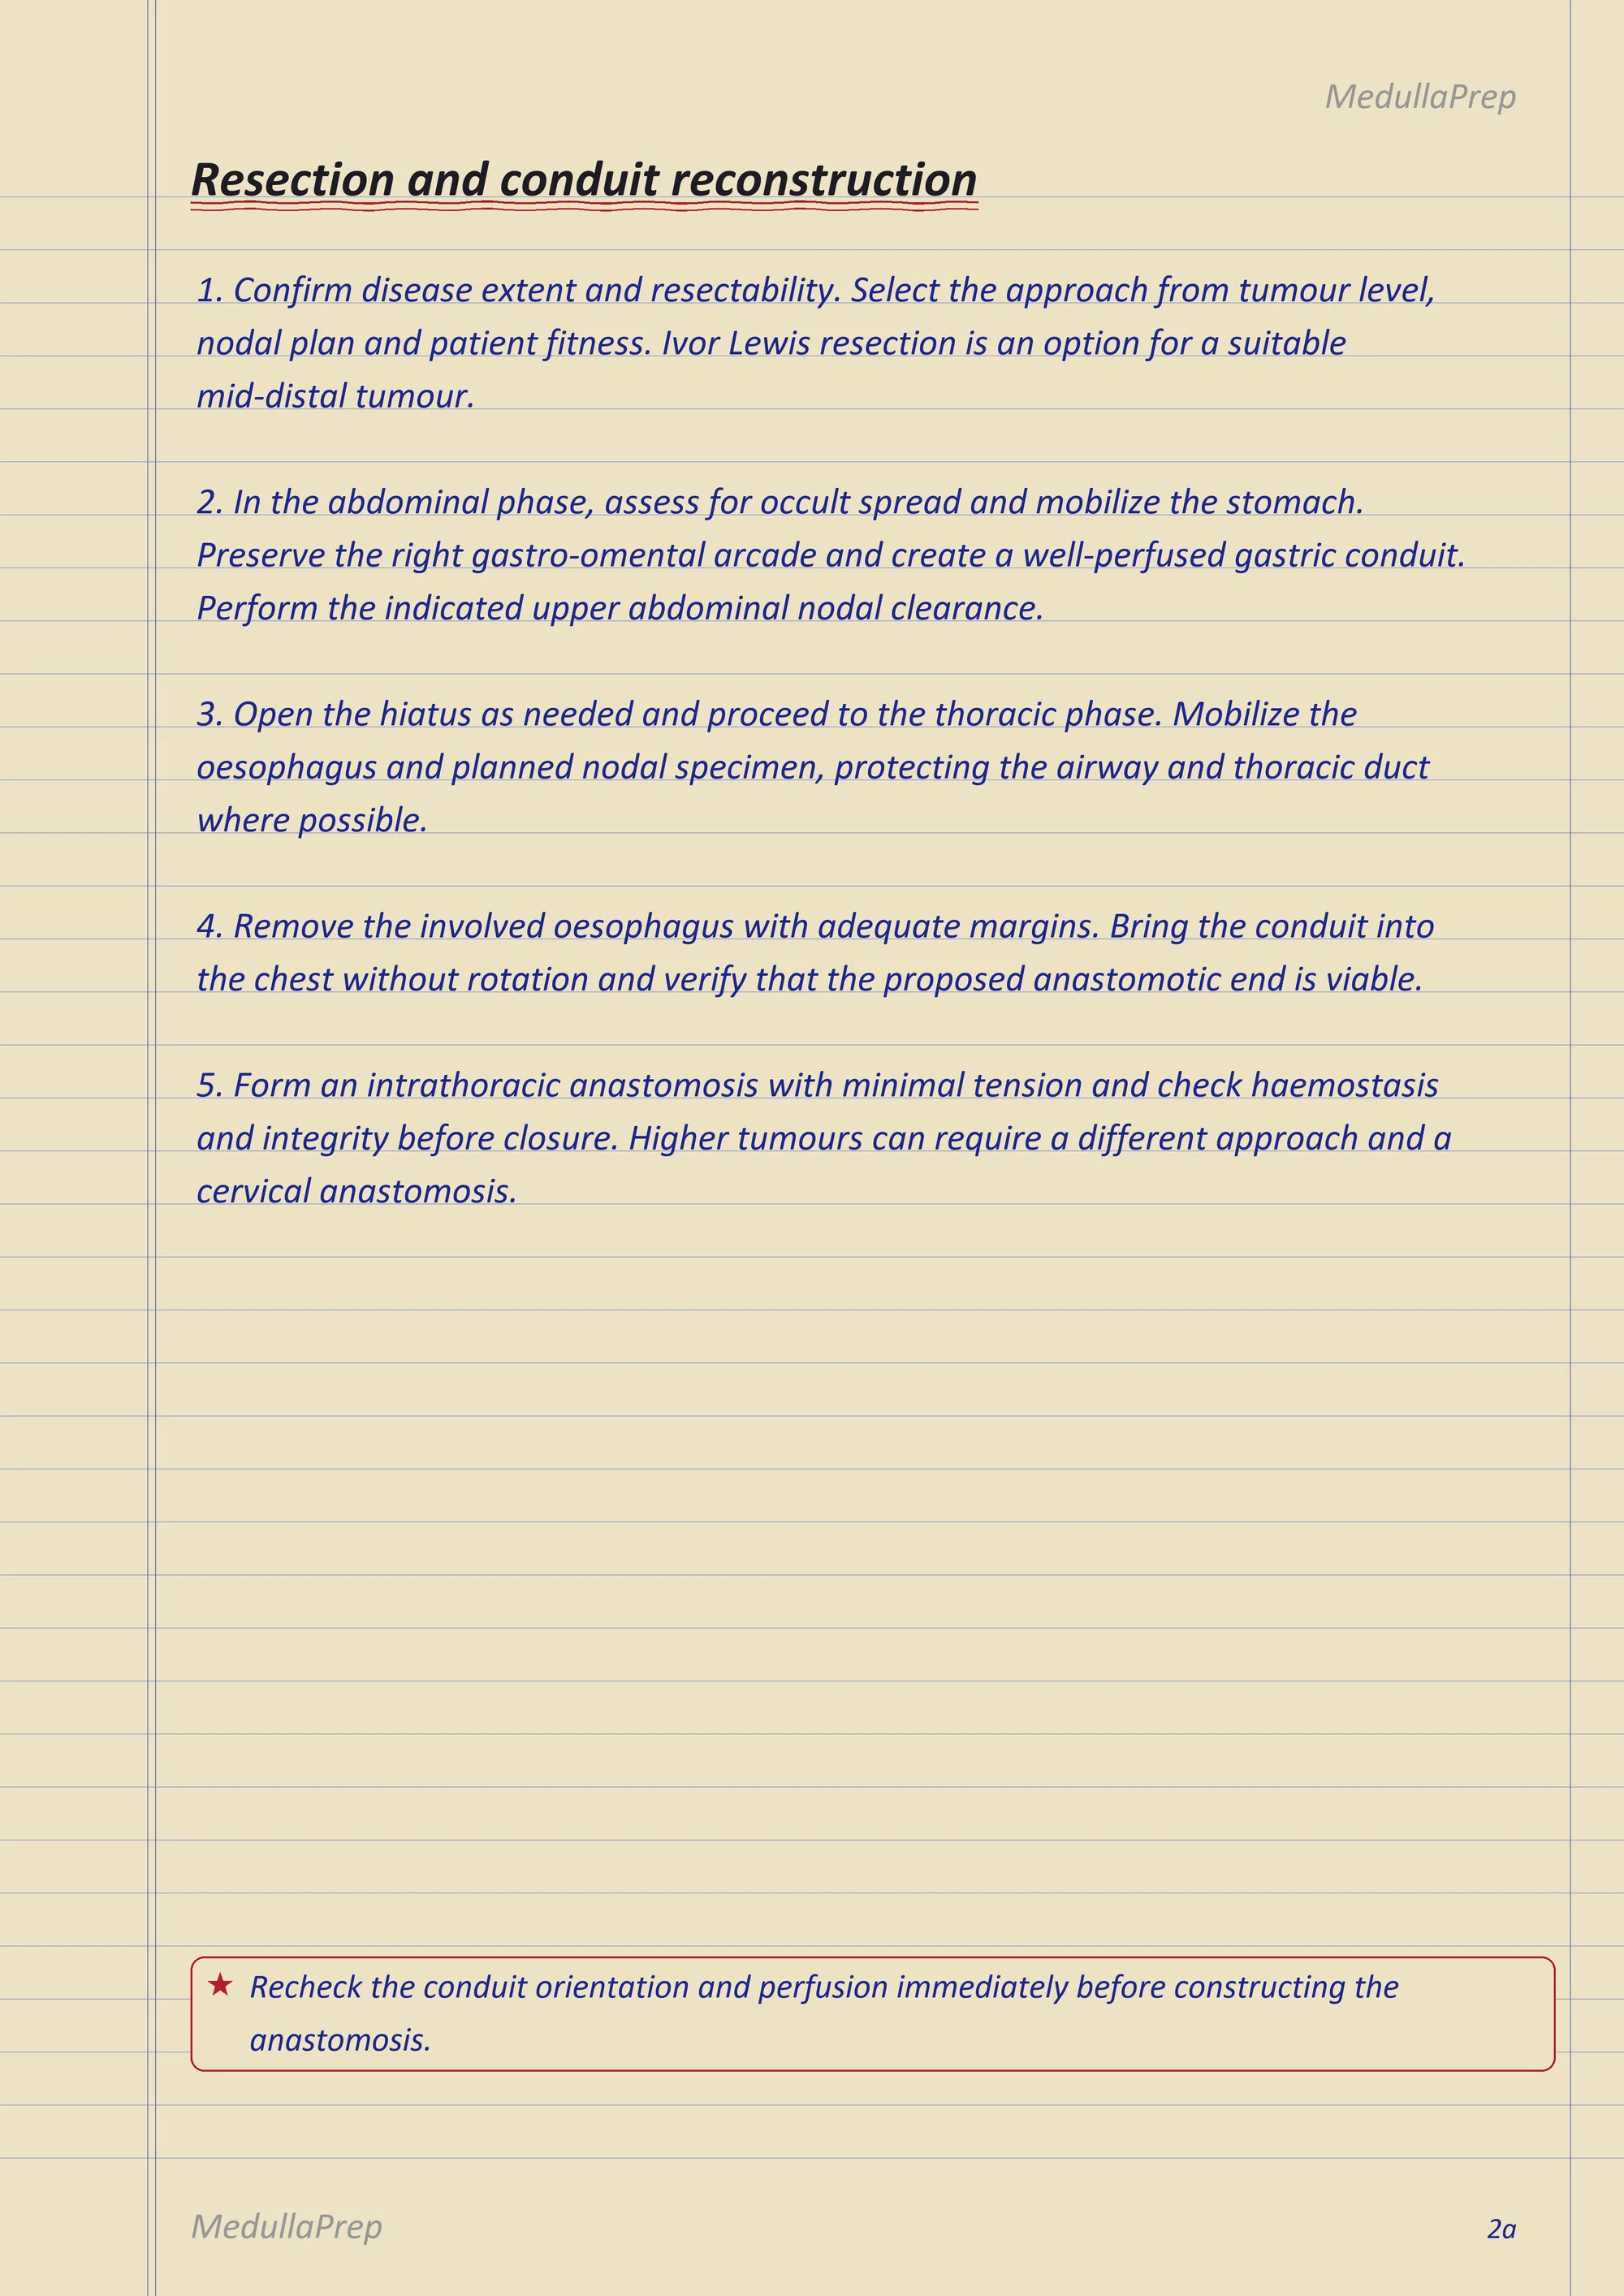 MedullaPrep
Resection and conduit reconstruction
1. Confirm disease extent and resectability. Select the approach from tumour level,
nodal plan and patient fitness. Ivor Lewis resection is an option for a suitable
mid-distal tumour.
2. In the abdominal phase, assess for occult spread and mobilize the stomach.
Preserve the right gastro-omental arcade and create a well-perfused gastric conduit.
Perform the indicated upper abdominal nodal clearance.
3. Open the hiatus as needed and proceed to the thoracic phase. Mobilize the
oesophagus and planned nodal specimen, protecting the airway and thoracic duct
where possible.
4. Remove the involved oesophagus with adequate margins. Bring the conduit into
the chest without rotation and verify that the proposed anastomotic end is viable.
5. Form an intrathoracic anastomosis with minimal tension and check haemostasis
and integrity before closure. Higher tumours can require a different approach and a
cervical anastomosis.
★ Recheck the conduit orientation and perfusion immediately before constructing the
anastomosis.
MedullaPrep
2a